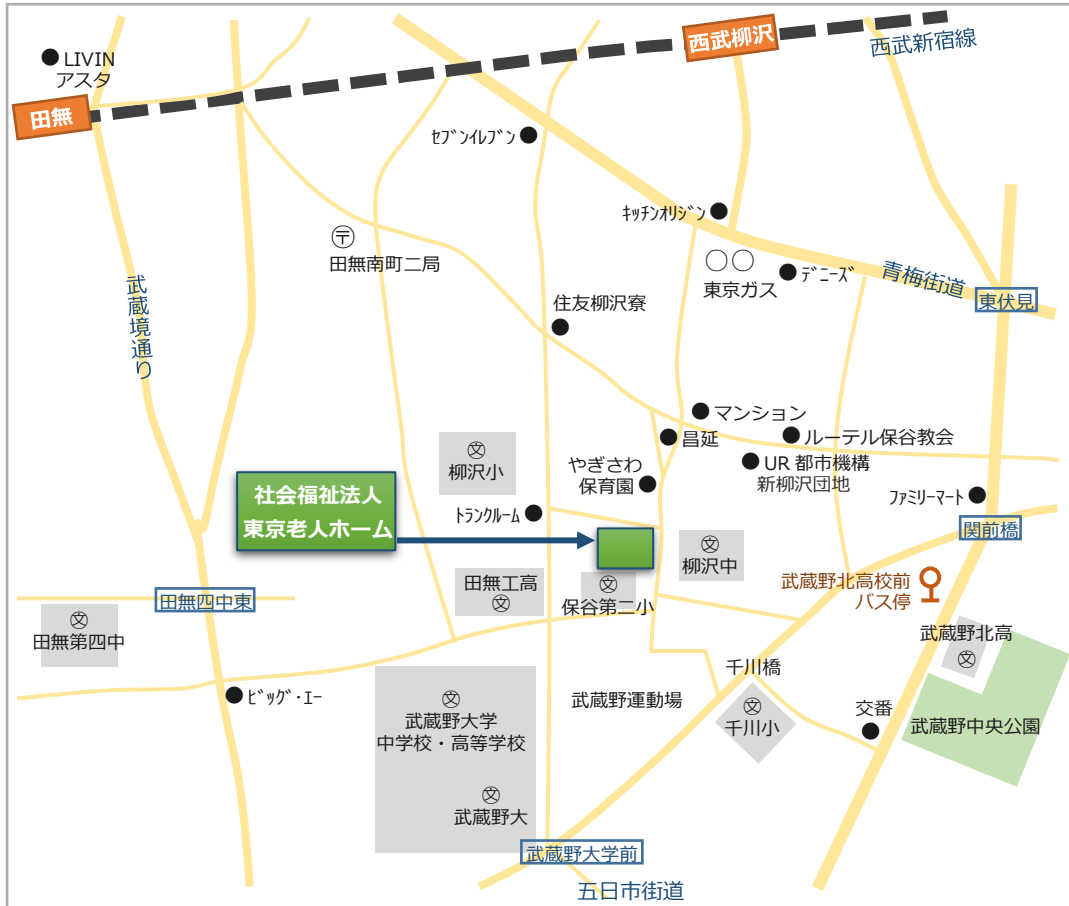 LIVIN
アスタ
田無
西武柳沢
西武新宿線
ｾﾌﾞﾝｲﾚﾌﾞﾝ
ｷｯﾁﾝｵﾘｼﾞﾝ
〒
田無南町二局
東京ガス
ﾃﾞﾆｰｽﾞ
青梅街道
東伏見
武蔵境通り
住友柳沢寮
マンション
昌延
ルーテル保谷教会
文
柳沢小
やぎさわ
保育園
UR 都市機構
新柳沢団地
社会福祉法人
東京老人ホーム
ﾄﾗﾝｸﾙｰﾑ
ﾌｧﾐﾘｰﾏｰﾄ
関前橋
文
柳沢中
田無工高
文
文
保谷第二小
武蔵野北高校前
バス停
田無四中東
文
田無第四中
武蔵野北高
文
ﾋﾞｯｸﾞ･ｴｰ
文
武蔵野大学
中学校・高等学校
武蔵野運動場
千川橋
文
千川小
交番
武蔵野中央公園
文
武蔵野大
武蔵野大学前
五日市街道